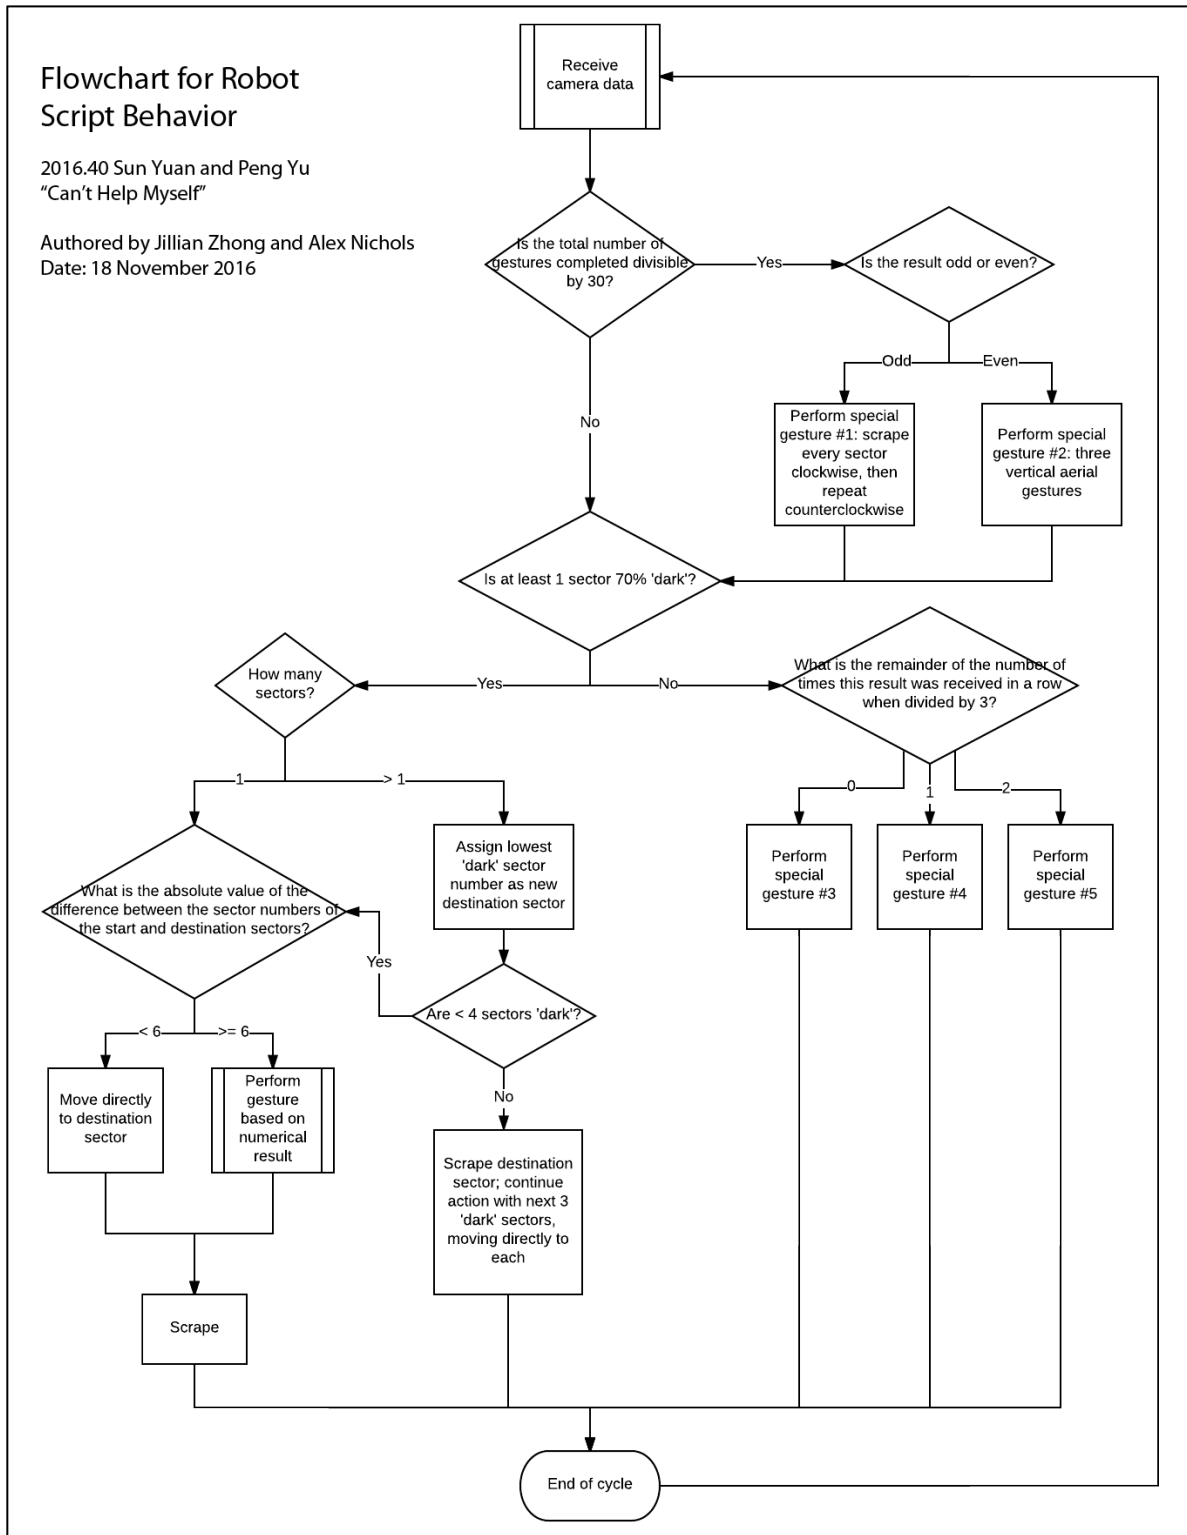 Flowchart for Robot
Script Behavior
2016.40 Sun Yuan and Peng Yu
“Can’t Help Myself”
Authored by Jillian Zhong and Alex Nichols
Date: 18 November 2016
Receive
camera data
Is the total number of
gestures completed divisible
by 30?
Yes
Is the result odd or even?
Odd
Even
No
Perform special
gesture #1: scrape
every sector
clockwise, then
repeat
counterclockwise
Perform special
gesture #2: three
vertical aerial
gestures
Is at least 1 sector 70% 'dark'?
Yes
No
How many
sectors?
What is the remainder of the number of
times this result was received in a row
when divided by 3?
1
> 1
0
1
2
What is the absolute value of the
difference between the sector numbers of
the start and destination sectors?
Assign lowest
'dark' sector
number as new
destination sector
Perform
special
gesture #3
Perform
special
gesture #4
Perform
special
gesture #5
Yes
Are < 4 sectors 'dark'?
< 6
>= 6
Move directly
to destination
sector
Perform
gesture
based on
numerical
result
No
Scrape destination
sector; continue
action with next 3
'dark' sectors,
moving directly to
each
Scrape
End of cycle